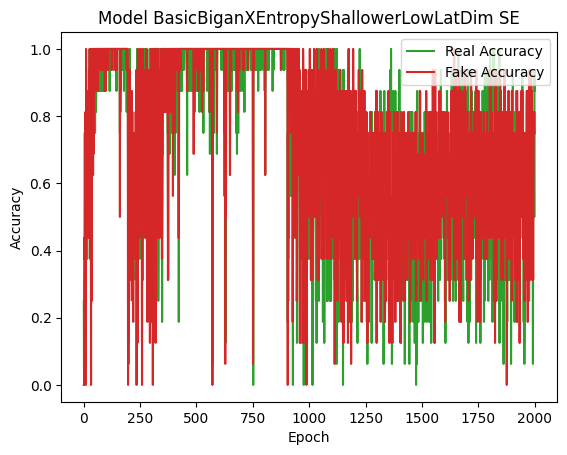 Model BasicBiganXEntropyShallowerLowLatDim SE
Real Accuracy
Fake Accuracy
Accuracy
1.0
0.8
0.6
0.4
0.2
0.0
0 250 500 750 1000 1250 1500 1750 2000
Epoch